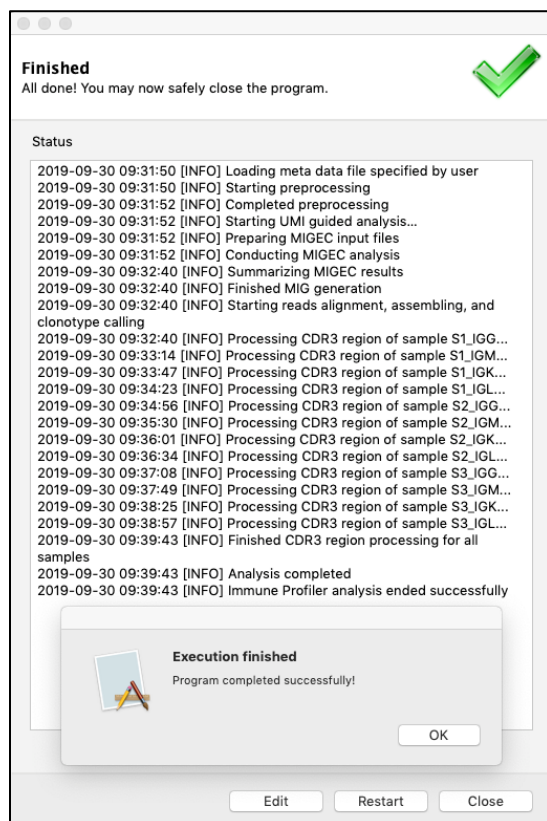 Finished
All done! You may now safely close the program.
Status
2019-09-30 09:31:50 [INFO] Loading meta data file specified by user
2019-09-30 09:31:50 [INFO] Starting preprocessing
2019-09-30 09:31:52 [INFO] Completed preprocessing
2019-09-30 09:31:52 [INFO] Starting UMI guided analysis...
2019-09-30 09:31:52 [INFO] Preparing MIGEC input files
2019-09-30 09:31:52 [INFO] Conducting MIGEC analysis
2019-09-30 09:32:40 [INFO] Summarizing MIGEC results
2019-09-30 09:32:40 [INFO] Finished MIG generation
2019-09-30 09:32:40 [INFO] Starting reads alignment, assembling, and
clonotype calling
2019-09-30 09:32:40 [INFO] Processing CDR3 region of sample S1_IGG...
2019-09-30 09:33:14 [INFO] Processing CDR3 region of sample S1_IGM...
2019-09-30 09:33:47 [INFO] Processing CDR3 region of sample S1_IGK...
2019-09-30 09:34:23 [INFO] Processing CDR3 region of sample S1_IGL...
2019-09-30 09:34:56 [INFO] Processing CDR3 region of sample S2_IGG...
2019-09-30 09:35:30 [INFO] Processing CDR3 region of sample S2_IGM...
2019-09-30 09:36:01 [INFO] Processing CDR3 region of sample S2_IGK...
2019-09-30 09:36:34 [INFO] Processing CDR3 region of sample S2_IGL...
2019-09-30 09:37:08 [INFO] Processing CDR3 region of sample S3_IGG...
2019-09-30 09:37:49 [INFO] Processing CDR3 region of sample S3_IGM...
2019-09-30 09:38:25 [INFO] Processing CDR3 region of sample S3_IGK...
2019-09-30 09:38:57 [INFO] Processing CDR3 region of sample S3_IGL...
2019-09-30 09:39:43 [INFO] Finished CDR3 region processing for all
samples
2019-09-30 09:39:43 [INFO] Analysis completed
2019-09-30 09:39:43 [INFO] Immune Profiler analysis ended successfully
Execution finished
Program completed successfully!
OK
Edit Restart Close